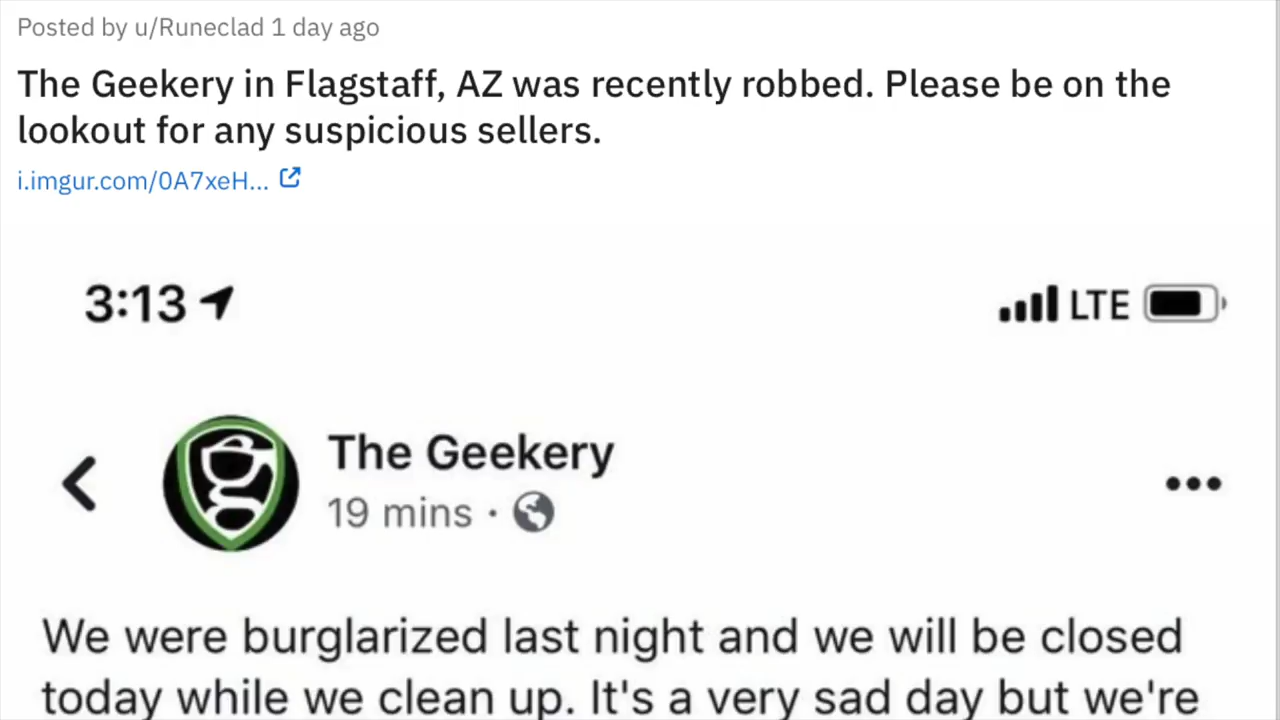 Posted by u/Runeclad 1 day ago
The Geekery in Flagstaff, AZ was recently robbed. Please be on the
lookout for any suspicious sellers.
i.imgur.com/0A7xeH...
3:13 LTE
The Geekery
19 mins ·
We were burglarized last night and we will be closed
today while we clean up. It's a very sad day but we're